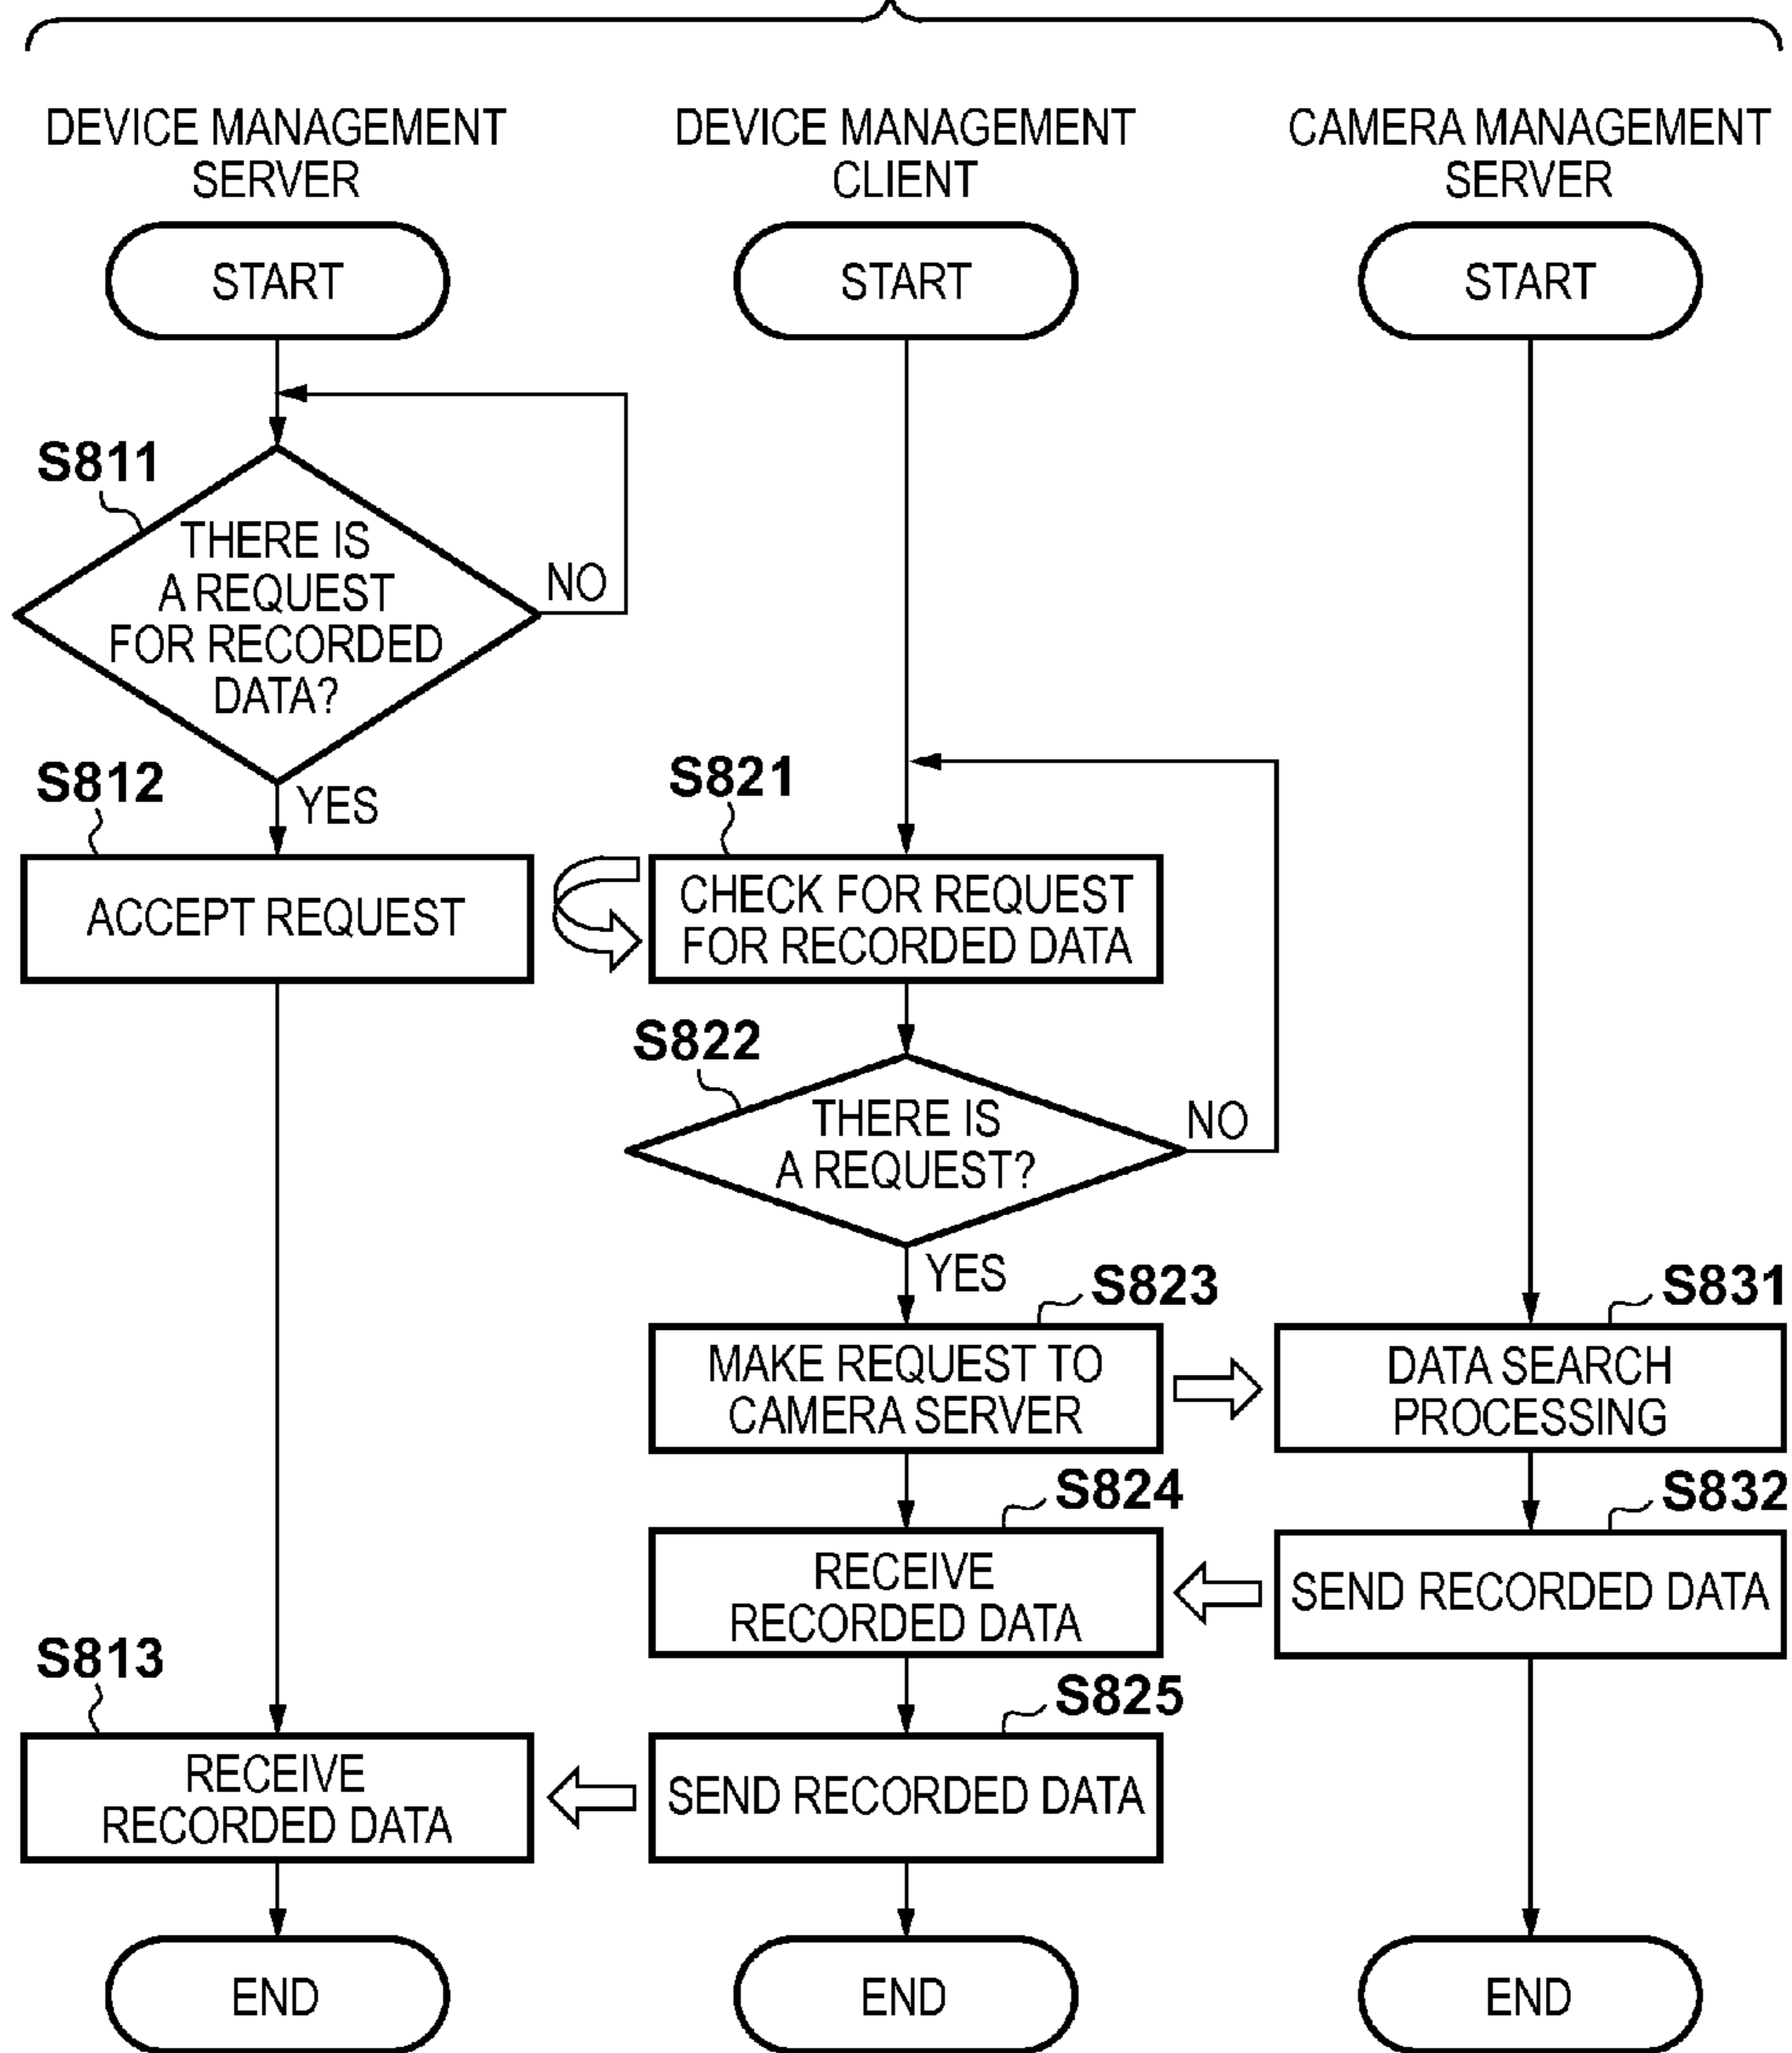 DEVICE MANAGEMENT
SERVER
DEVICE MANAGEMENT
CLIENT
CAMERA MANAGEMENT
SERVER
START
START
START
S811
THERE IS
A REQUEST
FOR RECORDED
DATA?
NO
YES
S812
ACCEPT REQUEST
S821
CHECK FOR REQUEST
FOR RECORDED DATA
S822
THERE IS
A REQUEST?
NO
YES
S823
MAKE REQUEST TO
CAMERA SERVER
S831
DATA SEARCH
PROCESSING
S824
RECEIVE
RECORDED DATA
S832
SEND RECORDED DATA
S813
RECEIVE
RECORDED DATA
S825
SEND RECORDED DATA
END
END
END